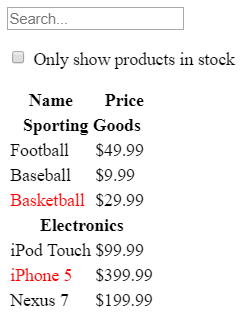 Search...
Only show products in stock
Name Price
Sporting Goods
Football $49.99
Baseball $9.99
Basketball $29.99
Electronics
iPod Touch $99.99
iPhone 5 $399.99
Nexus 7 $199.99